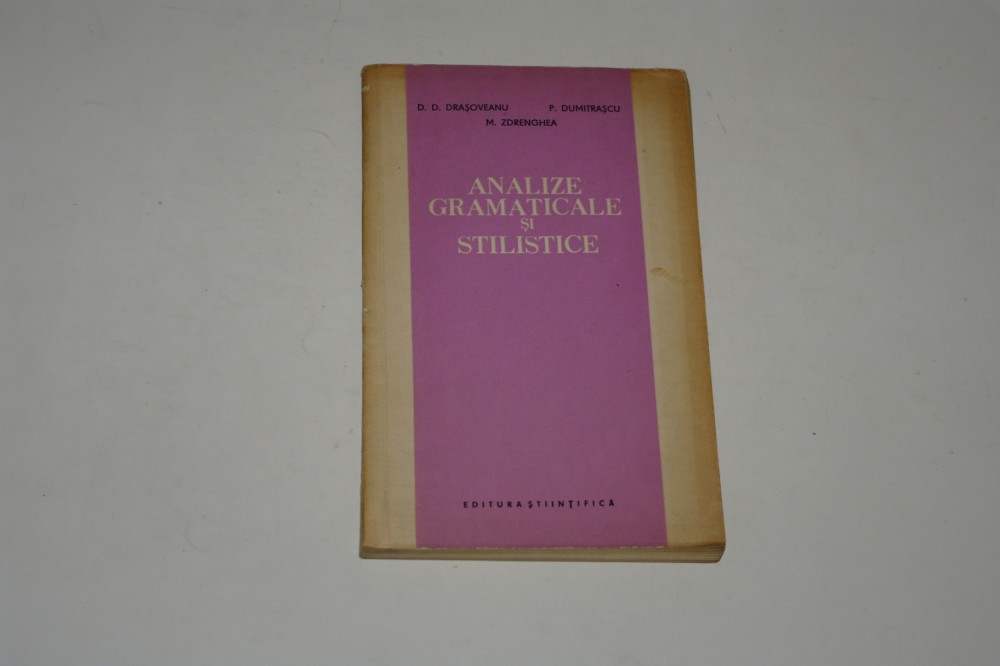 D. D. DRAȘOVEANU P. DUMITRAȘCU
M. ZDRENGHEA
ANALIZE
GRAMATICALE
ȘI
STILISTICE
EDITURA ȘTIINȚIFICĂ